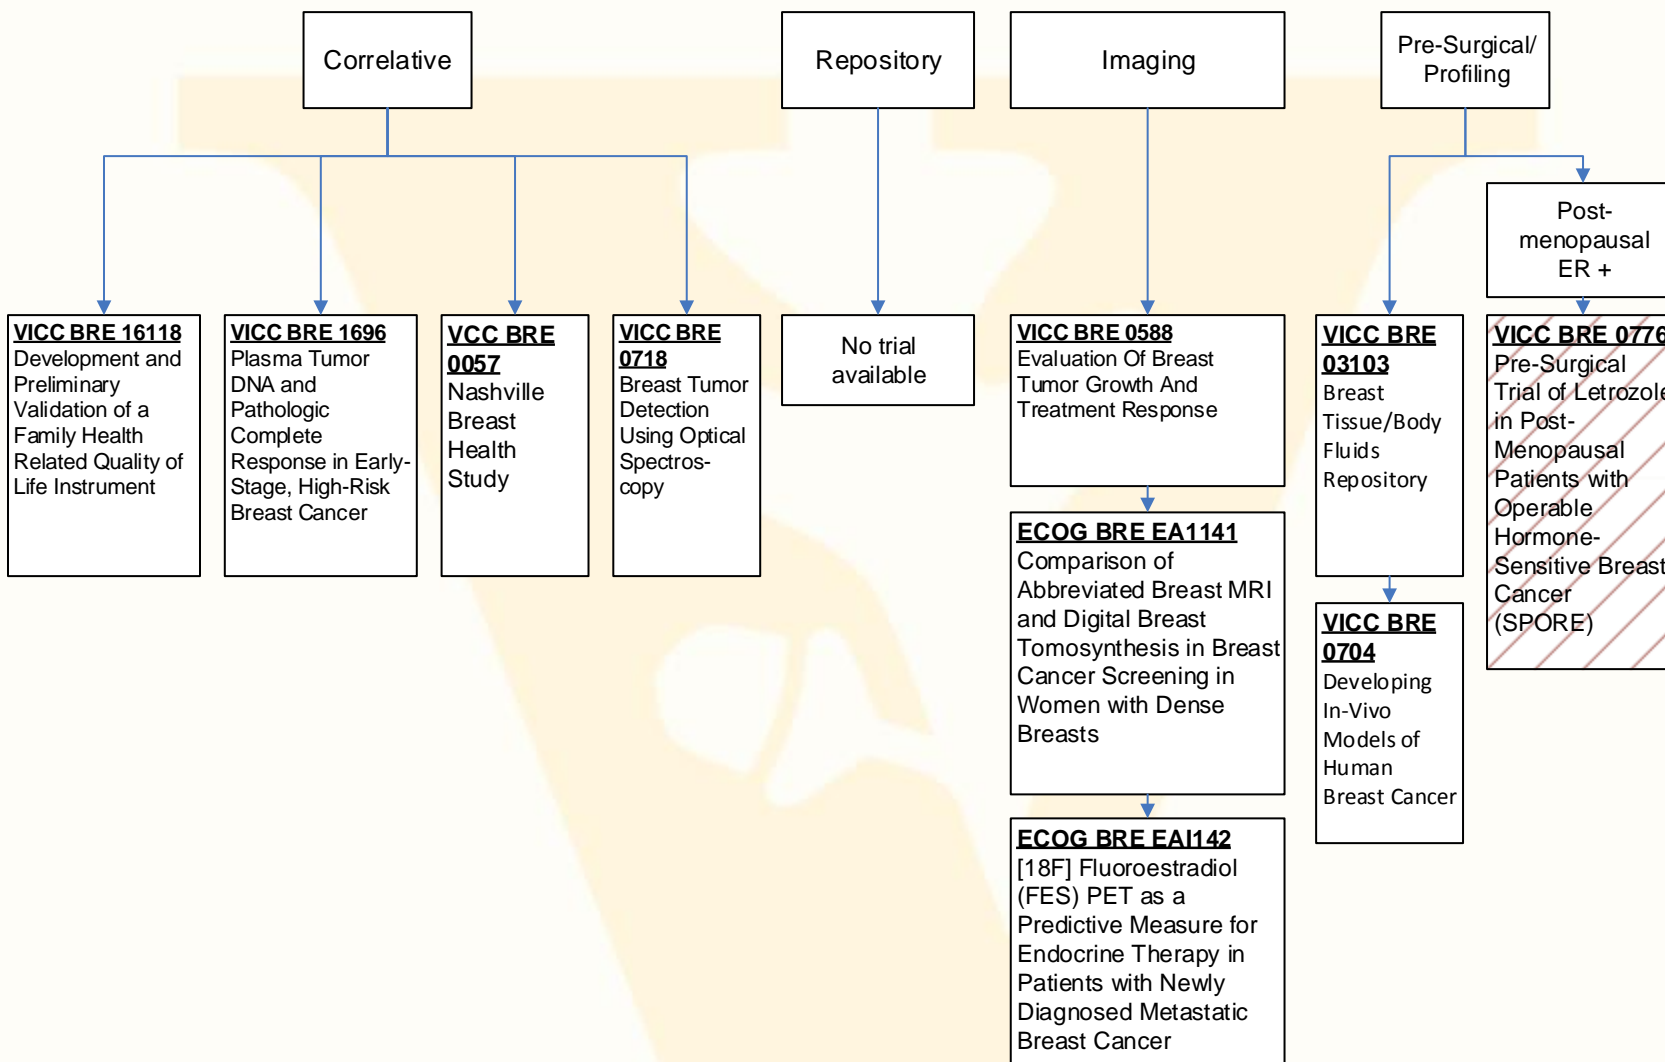 Correlative
Repository
Imaging
Pre-Surgical/
Profiling
Post-
menopausal
ER +
VICC BRE 16118
Development and
Preliminary
Validation of a
Family Health
Related Quality of
Life Instrument
VICC BRE 1696
Plasma Tumor
DNA and
Pathologic
Complete
Response in Early-
Stage, High-Risk
Breast Cancer
VCC BRE
0057
Nashville
Breast
Health
Study
VICC BRE
0718
Breast Tumor
Detection
Using Optical
Spectros-
copy
No trial
available
VICC BRE 0588
Evaluation Of Breast
Tumor Growth And
Treatment Response
ECOG BRE EA1141
Comparison of
Abbreviated Breast MRI
and Digital Breast
Tomosynthesis in Breast
Cancer Screening in
Women with Dense
Breasts
ECOG BRE EAI142
[18F] Fluoroestradiol
(FES) PET as a
Predictive Measure for
Endocrine Therapy in
Patients with Newly
Diagnosed Metastatic
Breast Cancer
VICC BRE
03103
Breast
Tissue/Body
Fluids
Repository
VICC BRE
0704
Developing
In-Vivo
Models of
Human
Breast Cancer
VICC BRE 0776
Pre-Surgical
Trial of Letrozole
in Post-
Menopausal
Patients with
Operable
Hormone-
Sensitive Breast
Cancer
(SPORE)